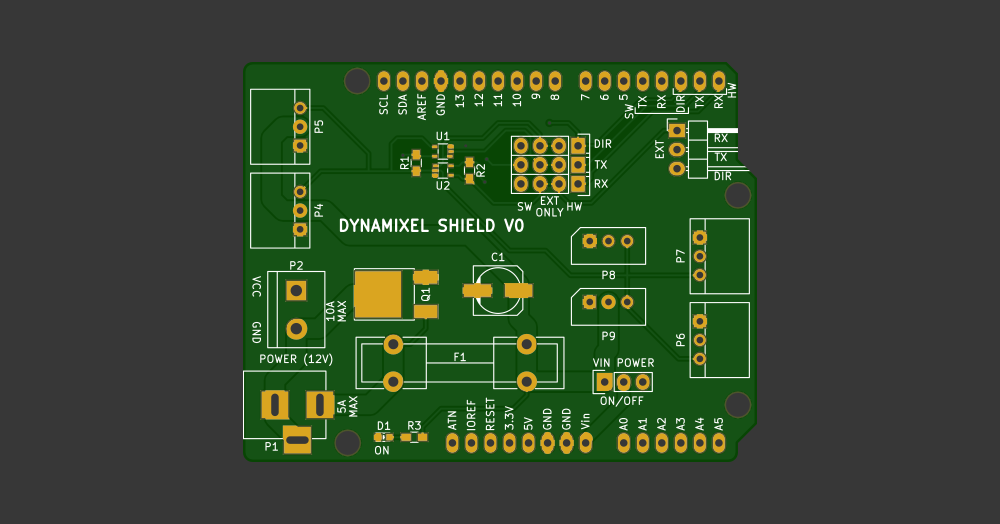 SCL
SDA
AREF
GND
13
12
11
10
9
8
7
6
5
TX
RX
DIR
TX
RX
SW
HW
P5
U1
R1
R2
U2
DIR
TX
RX
SW
EXT
ONLY
HW
EXT
RX
TX
DIR
P4
DYNAMIXEL SHIELD V0
P7
P8
C1
P2
VCC
GND
10A
MAX
Q1
P9
P6
POWER (12V)
F1
VIN POWER
ON/OFF
5A
MAX
P1
D1
ON
R3
ATN
IOREF
RESET
3.3V
5V
GND
GND
Vin
A0
A1
A2
A3
A4
A5